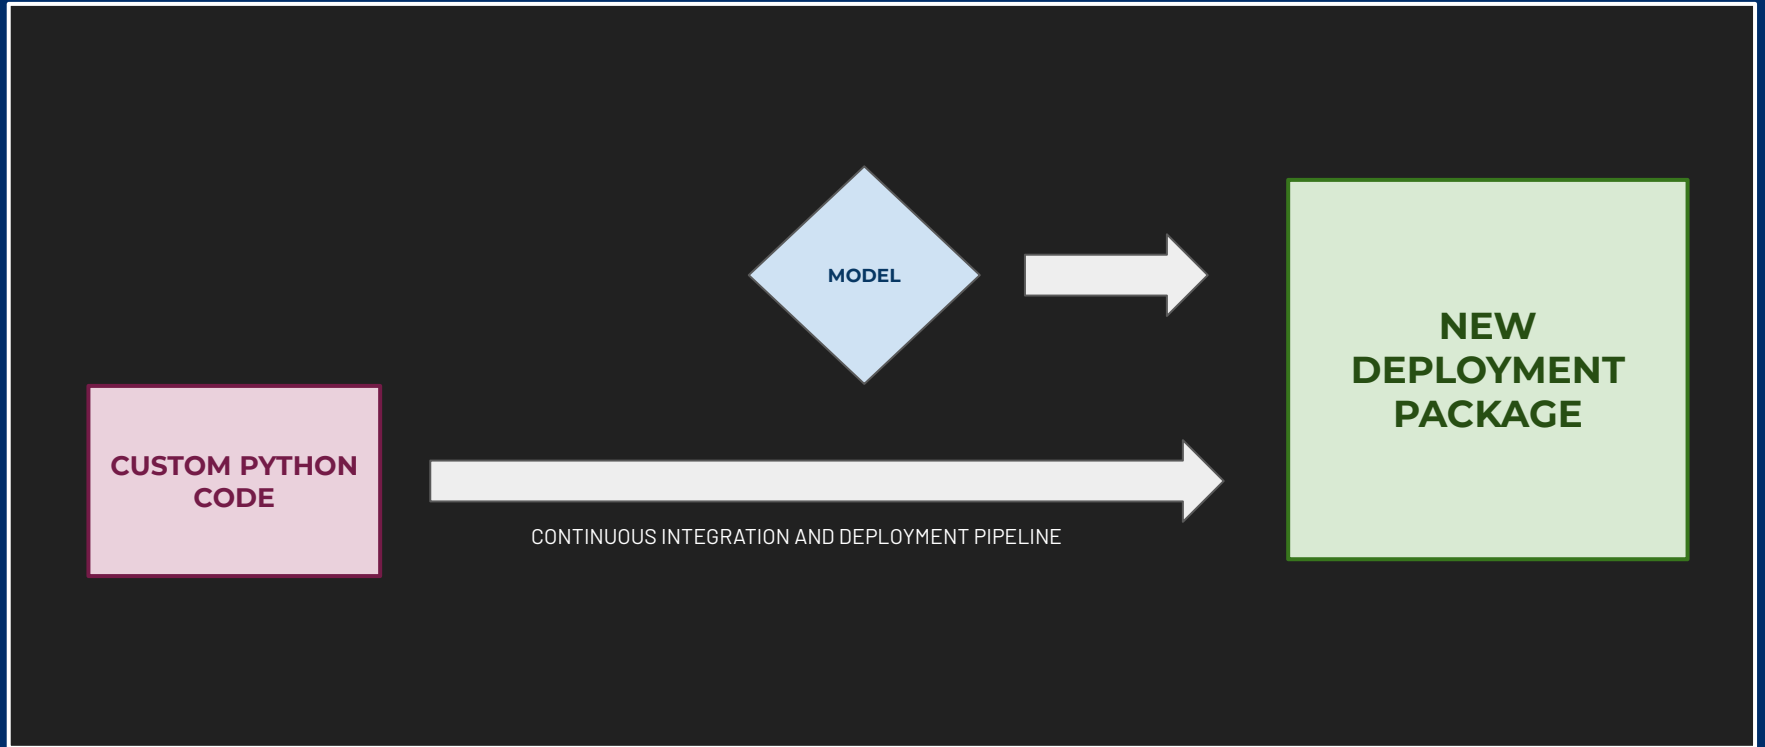 MODEL
NEW
DEPLOYMENT
PACKAGE
CUSTOM PYTHON
CODE
CONTINUOUS INTEGRATION AND DEPLOYMENT PIPELINE